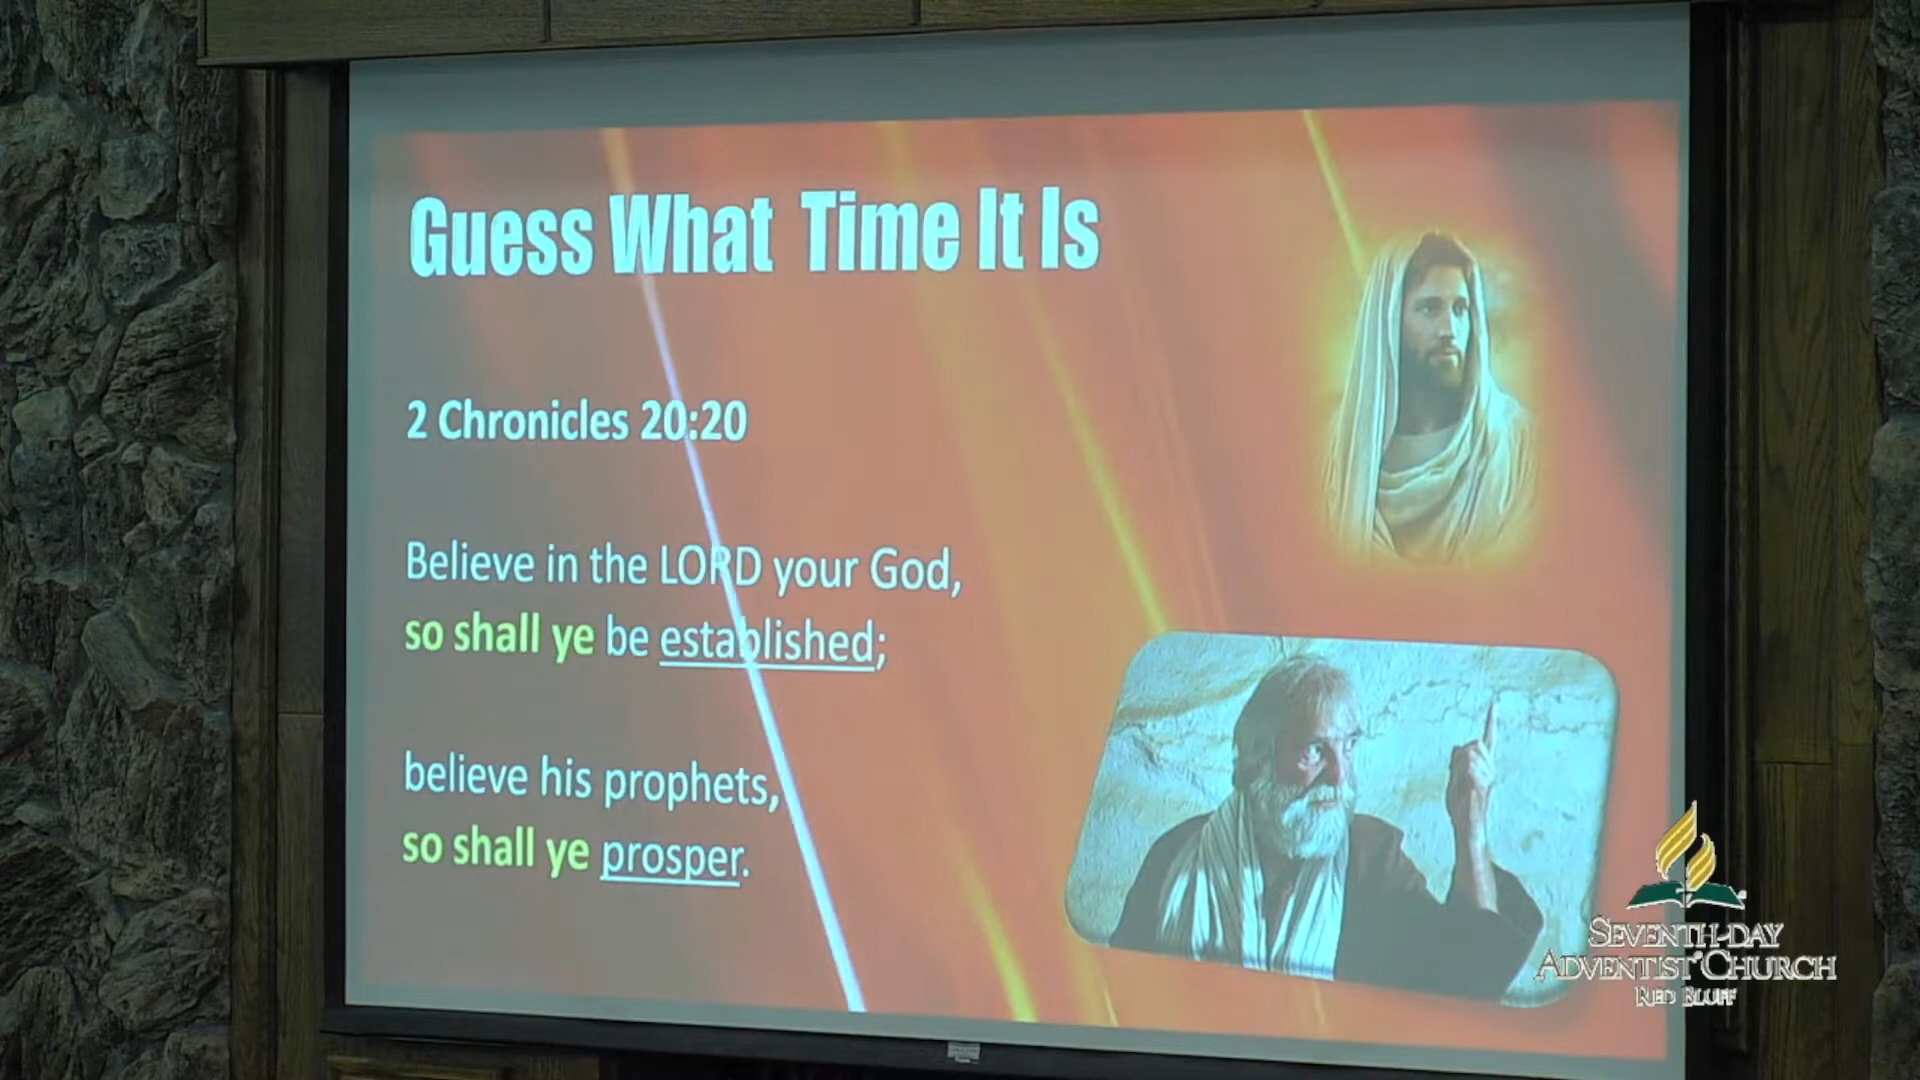 Guess What Time It Is
2 Chronicles 20:20
Believe in the LORD your God,
so shall ye be established;
believe his prophets,
so shall ye prosper.
SEVENTH-DAY
ADVENTIST CHURCH
RED BLUFF